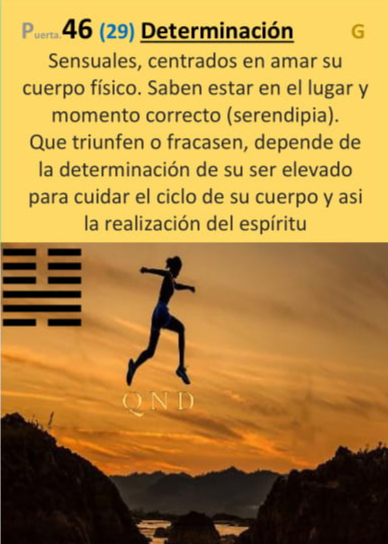 Puerta.46 (29) Determinación G
Sensuales, centrados en amar su
cuerpo físico. Saben estar en el lugar y
momento correcto (serendipia).
Que triunfen o fracasen, depende de
la determinación de su ser elevado
para cuidar el ciclo de su cuerpo y asi
la realización del espíritu
QND